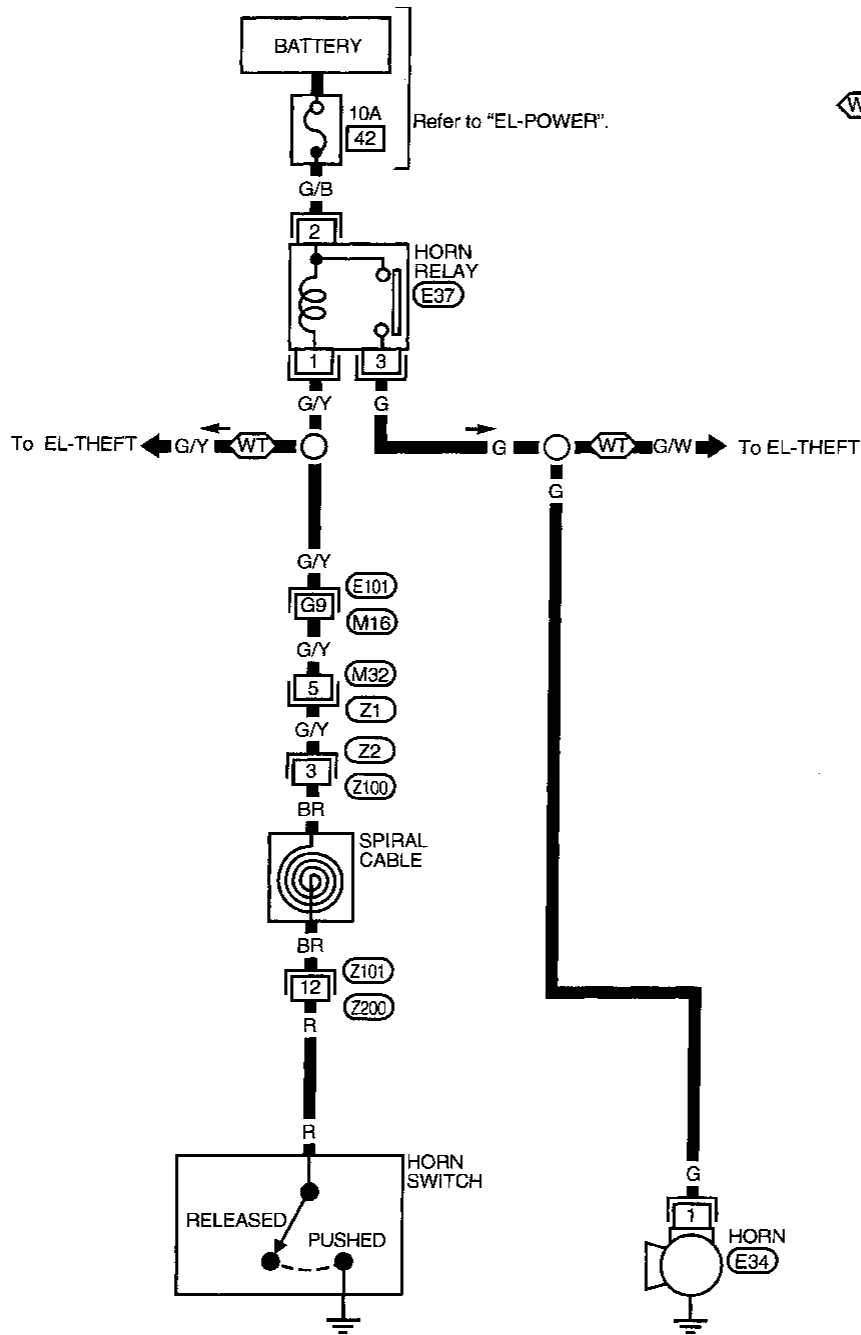 BATTERY
10A
42
Refer to "EL-POWER".
G/B
2
HORN
RELAY
E37
1
3
G/Y
G
To EL-THEFT
G/Y
WT
G
WT
G/W
To EL-THEFT
G
G/Y
E101
G9
M16
G/Y
M32
5
Z1
G/Y
Z2
3
Z100
BR
SPIRAL
CABLE
BR
Z101
12
Z200
R
R
HORN
SWITCH
RELEASED
PUSHED
G
1
HORN
E34